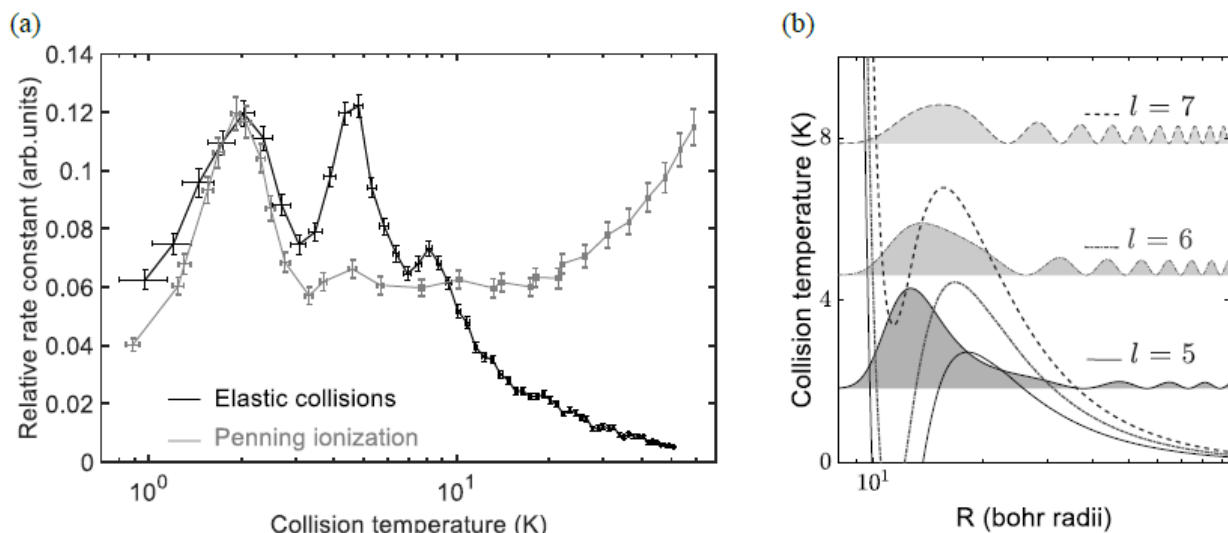 (a)
Relative rate constant (arb.units)
0.14
0.12
0.1
0.08
0.06
0.04
0.02
0
Elastic collisions
Penning ionization
10⁰
10¹
Collision temperature (K)
(b)
Collision temperature (K)
8
4
0
l = 7
l = 6
l = 5
10¹
R (bohr radii)